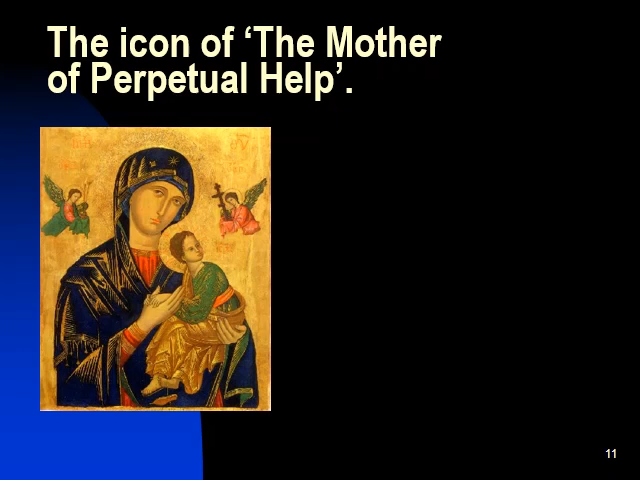 The icon of ‘The Mother
of Perpetual Help’.
11